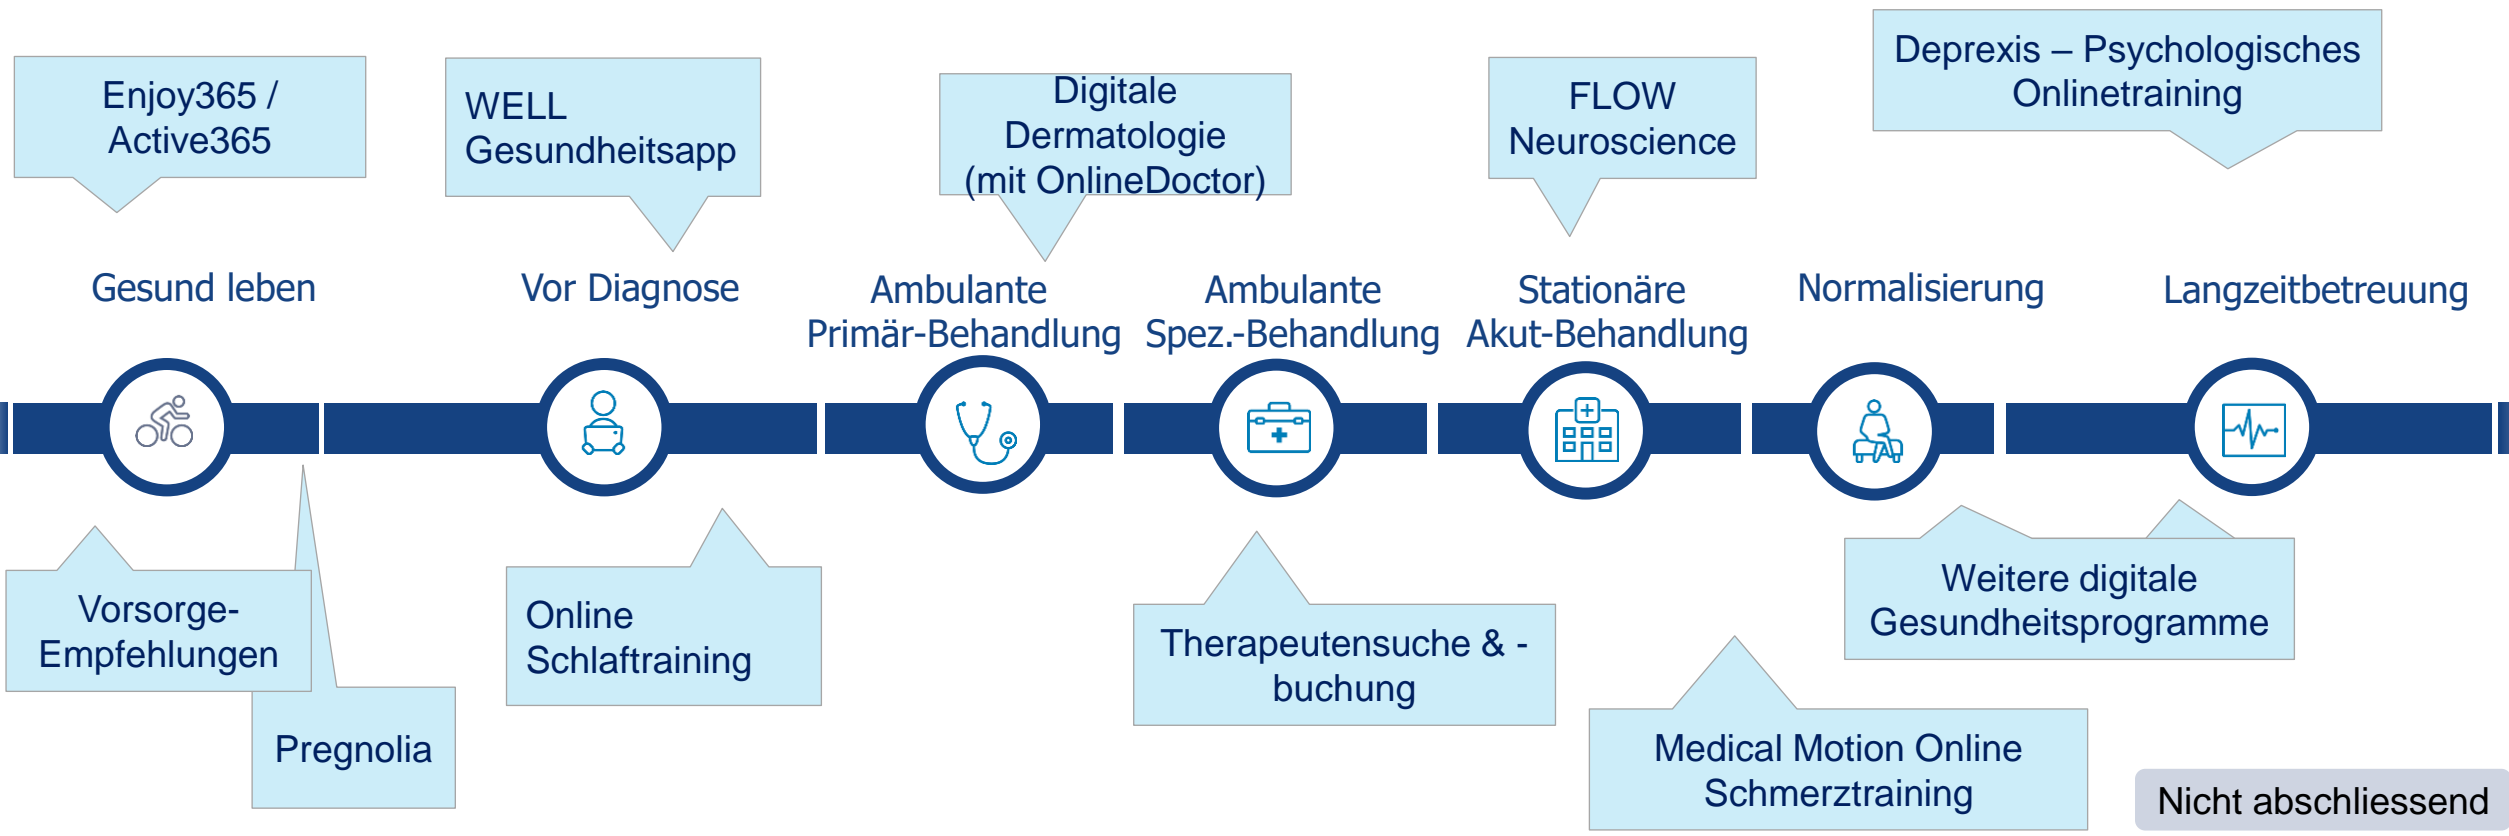 Enjoy365 /
Active365
WELL
Gesundheitsapp
Digitale
Dermatologie
(mit OnlineDoctor)
FLOW
Neuroscience
Deprexis – Psychologisches
Onlinetraining
Gesund leben
Vor Diagnose
Ambulante
Primär-Behandlung
Ambulante
Spez.-Behandlung
Stationäre
Akut-Behandlung
Normalisierung
Langzeitbetreuung
Vorsorge-
Empfehlungen
Pregnolia
Online
Schlaftraining
Therapeutensuche & -
buchung
Medical Motion Online
Schmerztraining
Weitere digitale
Gesundheitsprogramme
Nicht abschliessend